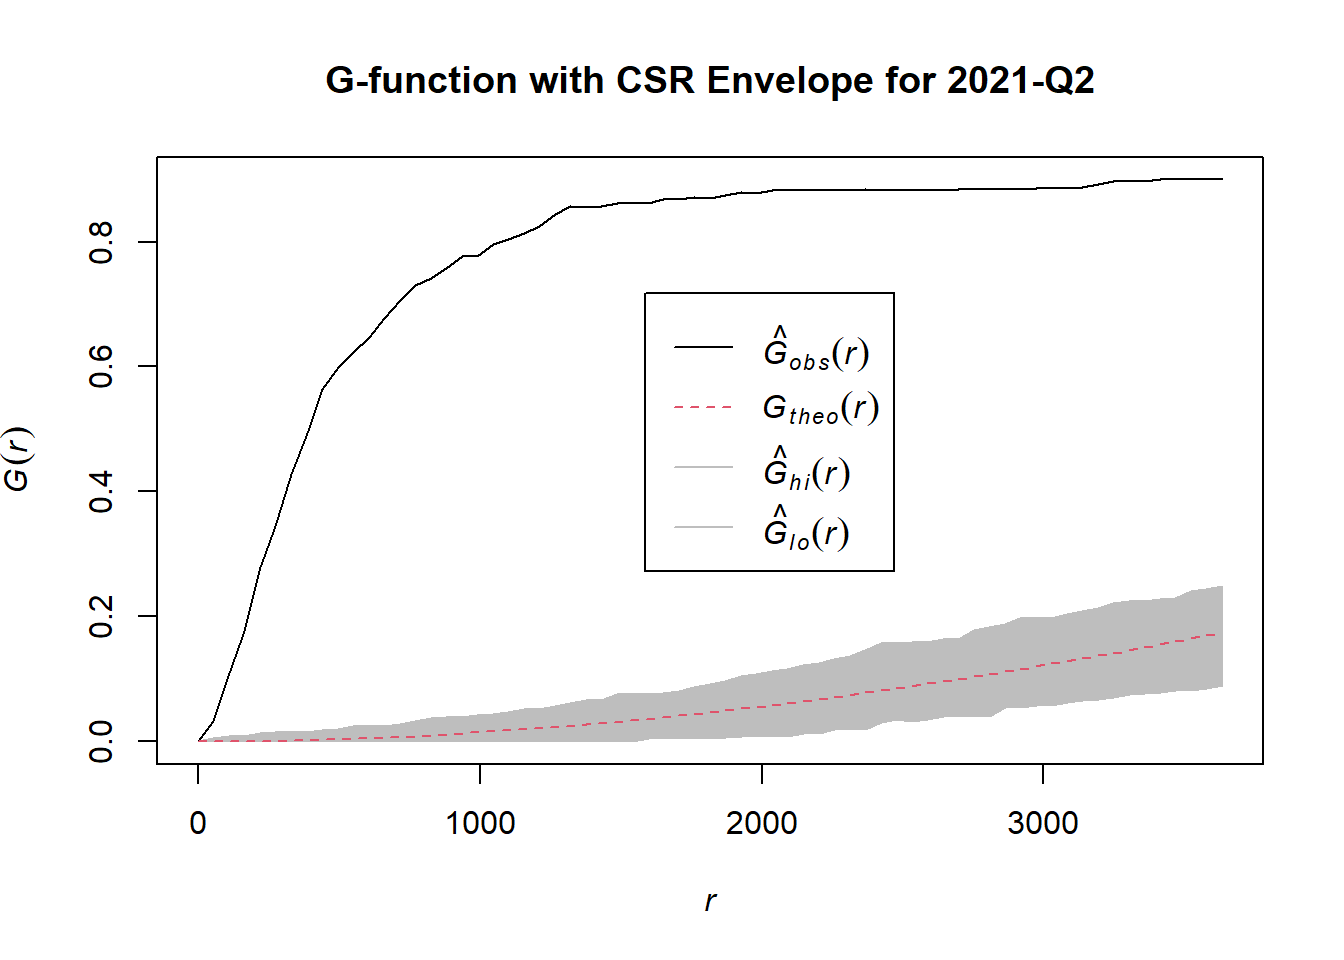 G-function with CSR Envelope for 2021-Q2
G(r)
0.8
0.6
0.4
0.2
0.0
Ĝobs(r)
Gtheo(r)
Ĝhi(r)
Ĝlo(r)
0 1000 2000 3000
r